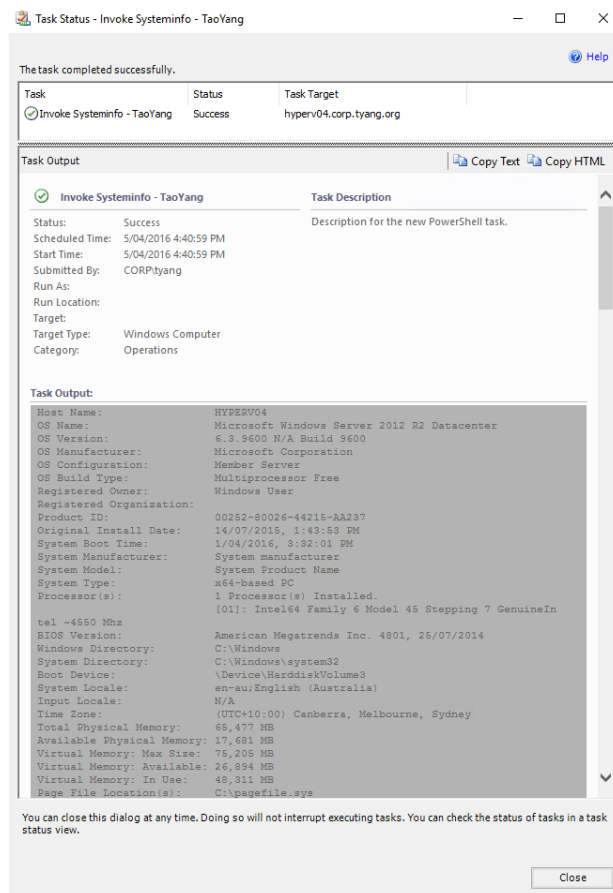 Task Status - Invoke Systeminfo - TaoYang
Help
The task completed successfully.
Task Status Task Target
Invoke Systeminfo - TaoYang Success hyperv04.corp.tyang.org
Task Output Copy Text Copy HTML
Invoke Systeminfo - TaoYang Task Description
Status: Success Description for the new PowerShell task.
Scheduled Time: 5/04/2016 4:40:59 PM
Start Time: 5/04/2016 4:40:59 PM
Submitted By: CORP\tyang
Run As:
Run Location:
Target:
Target Type: Windows Computer
Category: Operations
Task Output:
Host Name: HYPERV04
OS Name: Microsoft Windows Server 2012 R2 Datacenter
OS Version: 6.3.9600 N/A Build 9600
OS Manufacturer: Microsoft Corporation
OS Configuration: Member Server
OS Build Type: Multiprocessor Free
Registered Owner: Windows User
Registered Organization:
Product ID: 00252-80026-44215-AA237
Original Install Date: 14/07/2015, 1:43:53 PM
System Boot Time: 1/04/2016, 3:32:01 PM
System Manufacturer: System manufacturer
System Model: System Product Name
System Type: x64-based PC
Processor(s): 1 Processor(s) Installed.
[01]: Intel64 Family 6 Model 45 Stepping 7 GenuineIn
tel ~4550 Mhz
BIOS Version: American Megatrends Inc. 4801, 25/07/2014
Windows Directory: C:\Windows
System Directory: C:\Windows\system32
Boot Device: \Device\HarddiskVolume3
System Locale: en-au;English (Australia)
Input Locale: N/A
Time Zone: (UTC+10:00) Canberra, Melbourne, Sydney
Total Physical Memory: 65,477 MB
Available Physical Memory: 17,681 MB
Virtual Memory: Max Size: 75,205 MB
Virtual Memory: Available: 26,894 MB
Virtual Memory: In Use: 48,311 MB
Page File Location(s): C:\pagefile.sys
You can close this dialog at any time. Doing so will not interrupt executing tasks. You can check the status of tasks in a task
status view.
Close